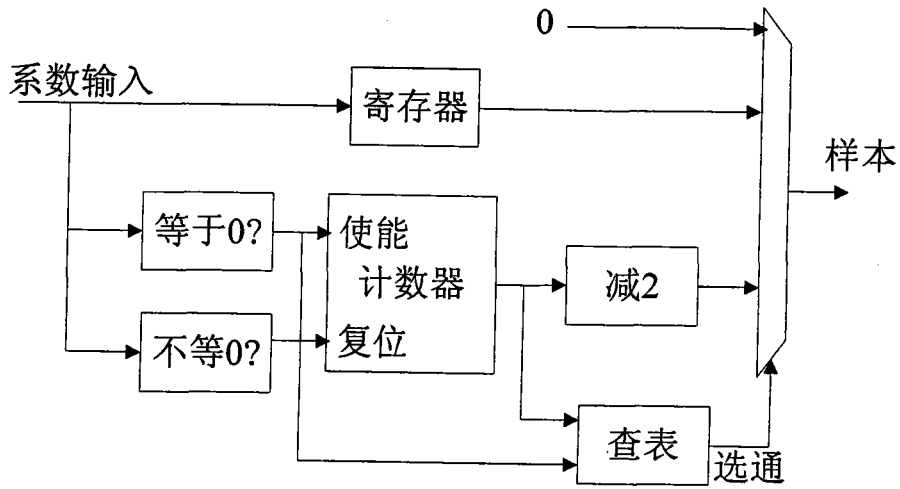 0
系数输入
寄存器
样本
等于0?
使能
计数器
减2
不等0?
复位
查表
选通